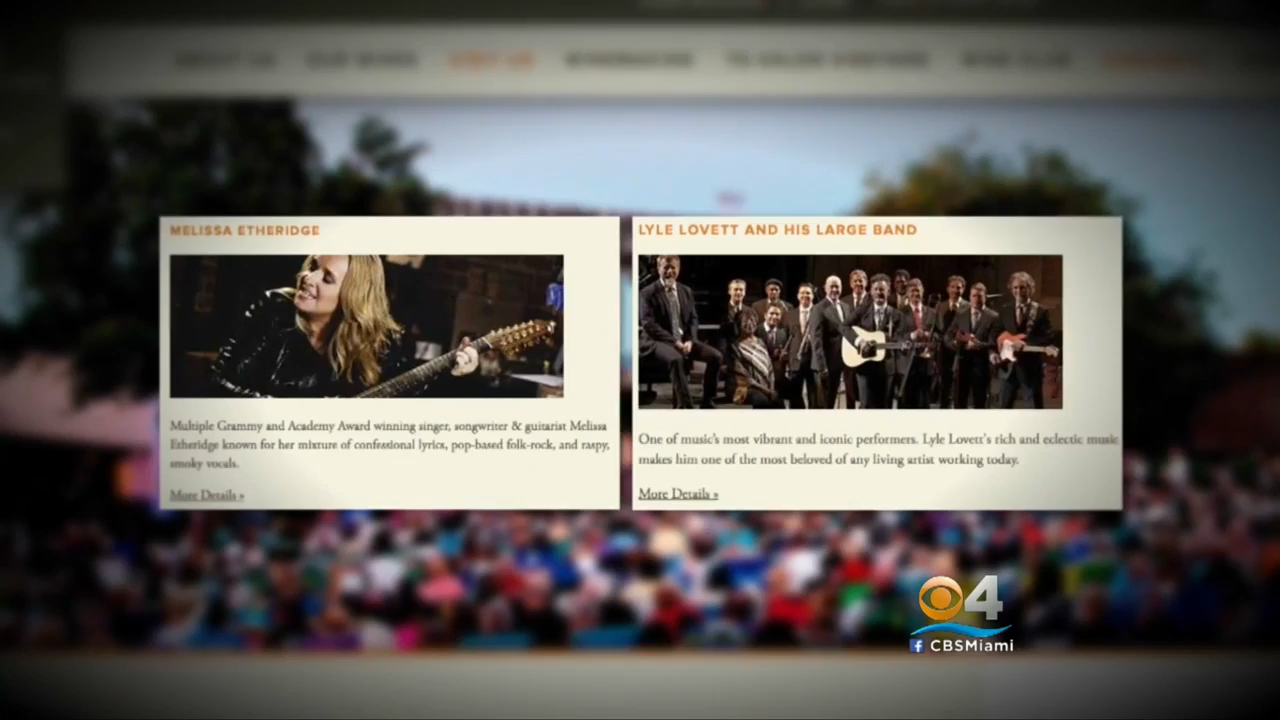 MELISSA ETHERIDGE
Multiple Grammy and Academy Award winning singer, songwriter & guitarist Melissa
Etheridge known for her mixture of confessional lyrics, pop-based folk-rock, and raspy,
smoky vocals.
More Details »
LYLE LOVETT AND HIS LARGE BAND
One of music's most vibrant and iconic performers. Lyle Lovett's rich and eclectic music
makes him one of the most beloved of any living artist working today.
More Details »
4
f CBSMiami